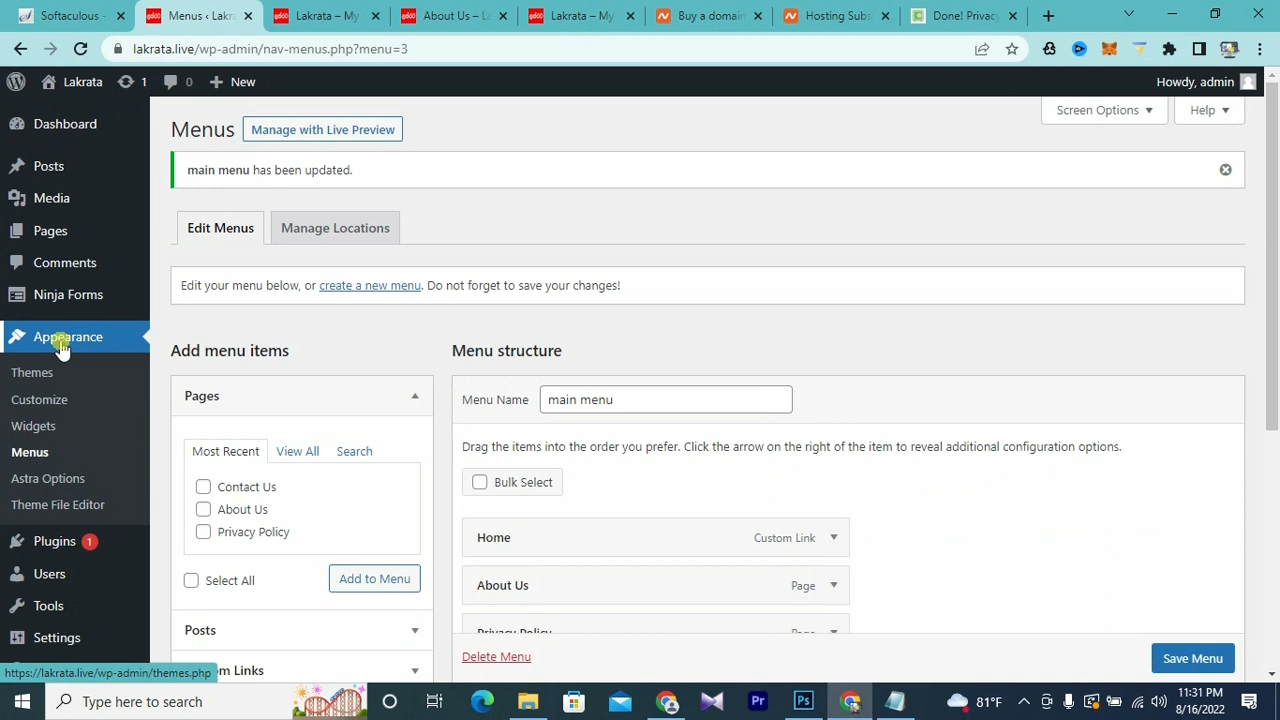 Softaculous -
Menus ‹ Lakra
Lakrata – My
About Us – La
Lakrata – My
Buy a domain
Hosting Subs
Done! Privacy
lakrata.live/wp-admin/nav-menus.php?menu=3
Lakrata 1 0 New
Howdy, admin
Dashboard
Posts
Media
Pages
Comments
Ninja Forms
Appearance
Themes
Customize
Widgets
Menus
Astra Options
Theme File Editor
Plugins 1
Users
Tools
Settings
https://lakrata.live/wp-admin/themes.php
Screen Options
Help
Menus
Manage with Live Preview
main menu has been updated.
Edit Menus
Manage Locations
Edit your menu below, or create a new menu. Do not forget to save your changes!
Add menu items
Pages
Most Recent
View All
Search
Contact Us
About Us
Privacy Policy
Select All
Add to Menu
Posts
om Links
Menu structure
Menu Name main menu
Drag the items into the order you prefer. Click the arrow on the right of the item to reveal additional configuration options.
Bulk Select
Home Custom Link
About Us Page
Privacy Policy Page
Delete Menu
Save Menu
Type here to search
Pr
Ps
81°F
11:31 PM
8/16/2022